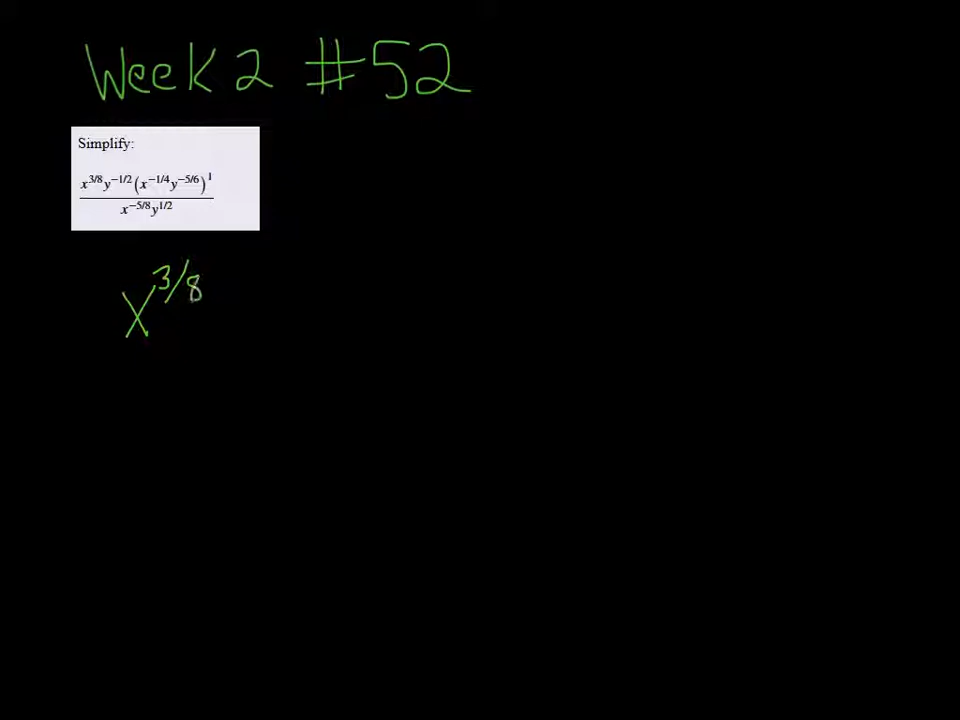 Week 2 #52
Simplify:
x^{3/8}y^{-1/2}(x^{-1/4}y^{-5/6})^1
x^{-5/8}y^{1/2}
x^{3/8}